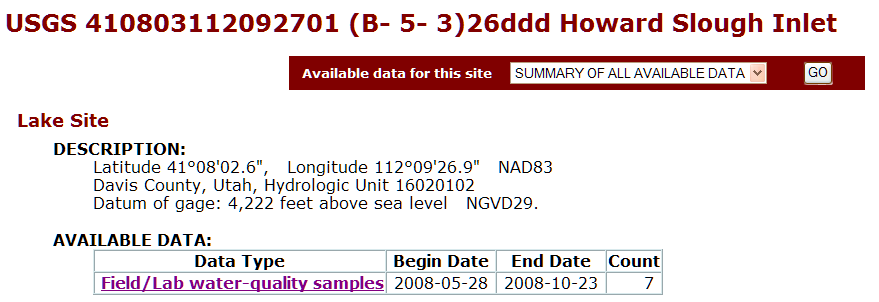 USGS 410803112092701 (B- 5- 3)26ddd Howard Slough Inlet
Available data for this site SUMMARY OF ALL AVAILABLE DATA GO
Lake Site
DESCRIPTION:
Latitude 41°08'02.6", Longitude 112°09'26.9" NAD83
Davis County, Utah, Hydrologic Unit 16020102
Datum of gage: 4,222 feet above sea level NGVD29.
AVAILABLE DATA:
Data Type Begin Date End Date Count
Field/Lab water-quality samples 2008-05-28 2008-10-23 7